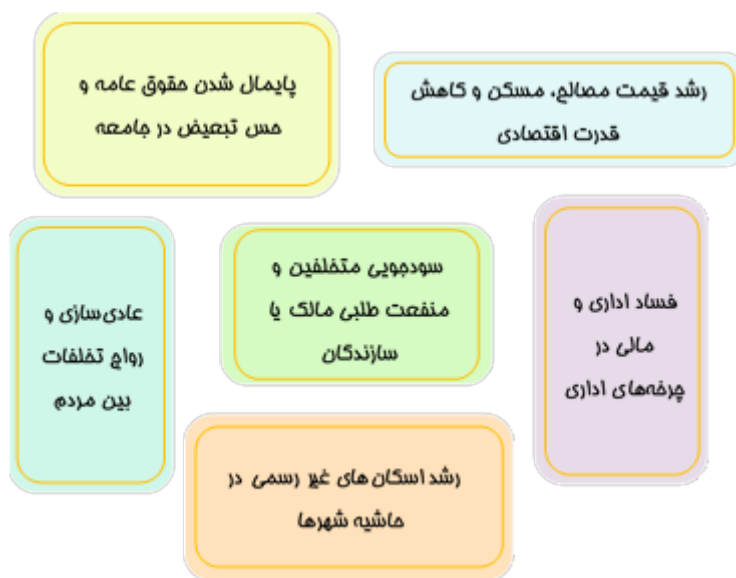 رشد قیمت مصالح، مسکن و کاهش
قدرت اقتصادی
پایمال شدن حقوق عامه و
حس تبعیض در جامعه
فساد اداری و
مالی در
چرخه‌های اداری
سودجویی متخلفین و
منفعت طلبی مالک یا
سازندگان
عادی‌سازی و
رواج تخلفات
بین مردم
رشد اسکان های غیر رسمی در
حاشیه شهرها